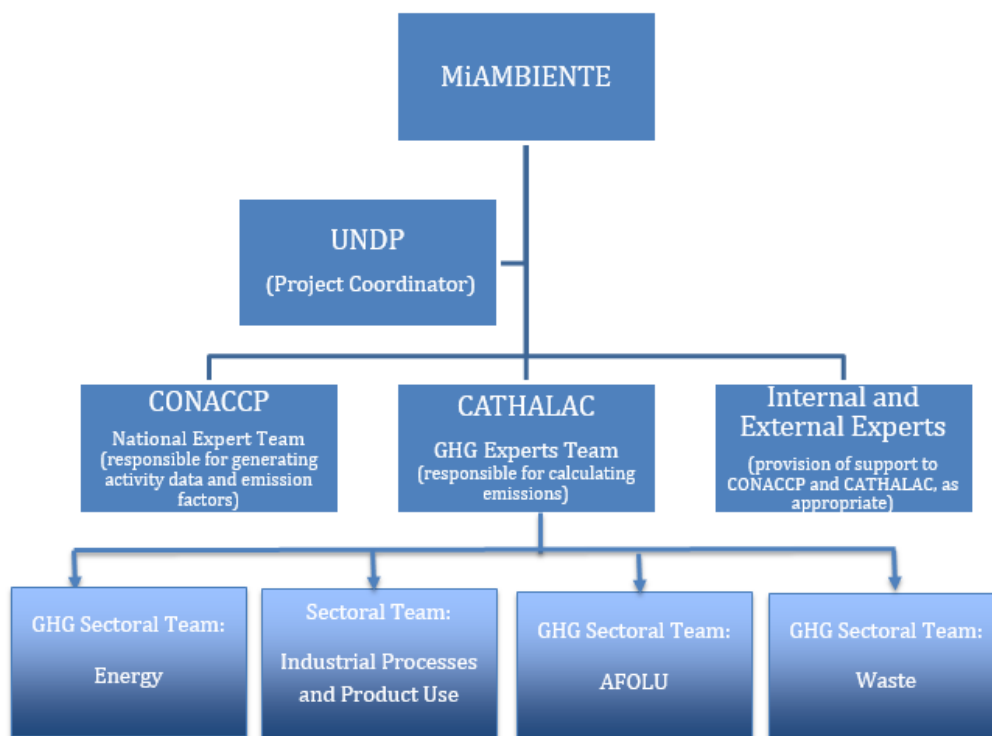 MiAMBIENTE
UNDP
(Project Coordinator)
CONACCP
National Expert Team
(responsible for generating
activity data and emission
factors)
CATHALAC
GHG Experts Team
(responsible for calculating
emissions)
Internal and
External Experts
(provision of support to
CONACCP and CATHALAC, as
appropriate)
GHG Sectoral Team:
Energy
Sectoral Team:
Industrial Processes
and Product Use
GHG Sectoral Team:
AFOLU
GHG Sectoral Team:
Waste